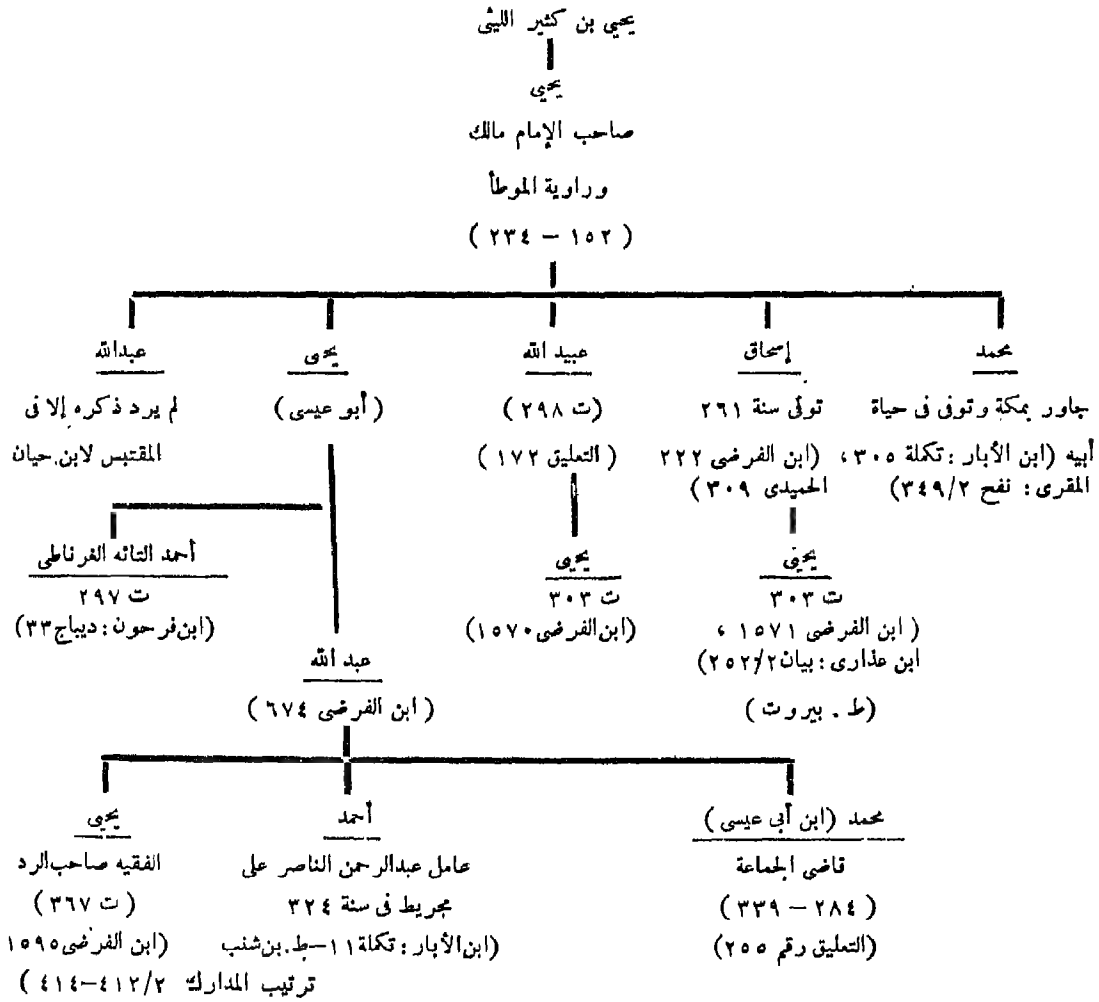 يحيى بن كثير الليثى
يحيى
صاحب الإمام مالك
وراوية الموطأ
( ١٥٢ – ٢٣٤ )
محمد
جاور بمكة وتوفى فى حياة
أبيه (ابن الأبار : تكملة ٣٠٥،
المقرى : نفح ٣٤٩/٢)
إسحاق
توفى سنة ٢٦١
(ابن الفرضى ٢٢٢
الحميدى ٣٠٩ )
عبيد الله
(ت ٢٩٨ )
( التعليق ١٧٢ )
يحيى
( أبو عيسى )
عبدالله
لم يرد ذكره إلا فى
المقتبس لابن حيان
يحيى
ت ٣٠٣
( ابن الفرضى ١٥٧١ ،
ابن عذارى : بيان ٢٥٢/٢)
(ط . بيروت )
يحيى
ت ٣٠٣
(ابن الفرضى ١٥٧٠)
أحمد التائه الغرناطى
ت ٢٩٧
(ابن فرحون : ديباج ٣٣)
عبد الله
( ابن الفرضى ٦٧٤ )
محمد (ابن أبى عيسى )
قاضى الجماعة
( ٢٨٤ – ٣٣٩ )
(التعليق رقم ٢٥٥)
أحمد
عامل عبدالرحمن الناصر على
مجريط فى سنة ٣٢٤
(ابن الأبار : تكملة ١١–ط. بن شنب)
يحيى
الفقيه صاحب الرد
( ت ٣٦٧ )
(ابن الفرضى ١٥٩٥
ترتيب المدارك ٤١٢/٢–٤١٤ )